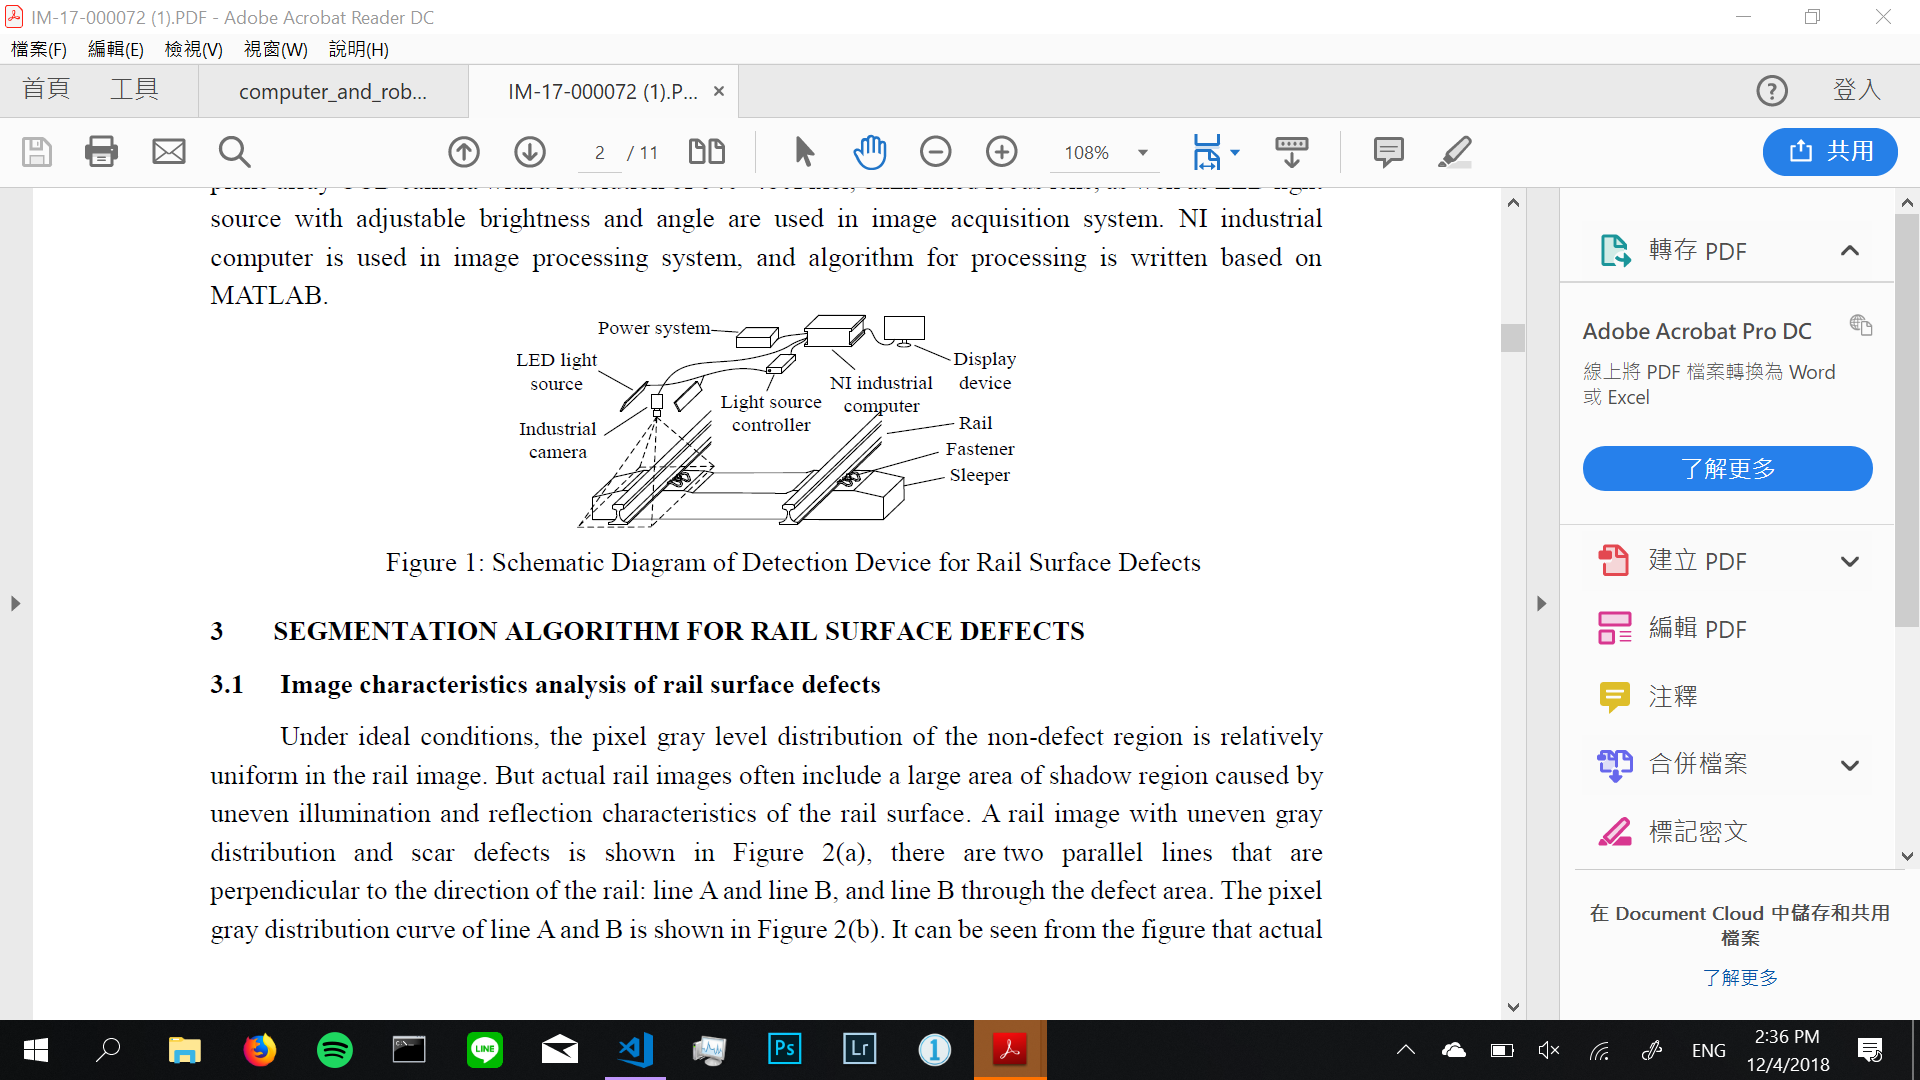 IM-17-000072 (1).PDF - Adobe Acrobat Reader DC
檔案(F) 編輯(E) 檢視(V) 視窗(W) 說明(H)
首頁 工具 computer_and_rob... IM-17-000072 (1).P... 登入
2 / 11 108% 共用
source with adjustable brightness and angle are used in image acquisition system. NI industrial
computer is used in image processing system, and algorithm for processing is written based on
MATLAB.
Power system
LED light
source
Display
device
NI industrial
computer
Light source
controller
Industrial
camera
Rail
Fastener
Sleeper
Figure 1: Schematic Diagram of Detection Device for Rail Surface Defects
3 SEGMENTATION ALGORITHM FOR RAIL SURFACE DEFECTS
3.1 Image characteristics analysis of rail surface defects
Under ideal conditions, the pixel gray level distribution of the non-defect region is relatively
uniform in the rail image. But actual rail images often include a large area of shadow region caused by
uneven illumination and reflection characteristics of the rail surface. A rail image with uneven gray
distribution and scar defects is shown in Figure 2(a), there are two parallel lines that are
perpendicular to the direction of the rail: line A and line B, and line B through the defect area. The pixel
gray distribution curve of line A and B is shown in Figure 2(b). It can be seen from the figure that actual
轉存 PDF
Adobe Acrobat Pro DC
線上將 PDF 檔案轉換為 Word
或 Excel
了解更多
建立 PDF
編輯 PDF
注釋
合併檔案
標記密文
在 Document Cloud 中儲存和共用
檔案
了解更多
LINE
Ps
Lr
1
ENG
2:36 PM
12/4/2018